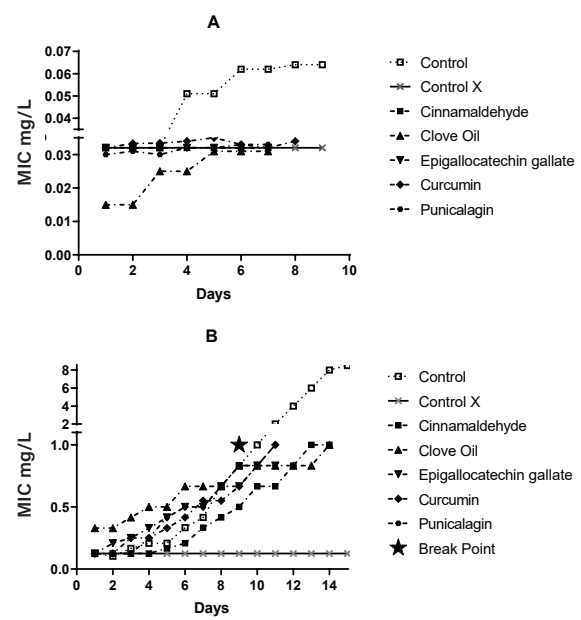 A
MIC mg/L
0.07
0.06
0.05
0.04
0.03
0.02
0.01
0.00
0 2 4 6 8 10
Days
Control
Control X
Cinnamaldehyde
Clove Oil
Epigallocatechin gallate
Curcumin
Punicalagin
B
MIC mg/L
8
6
4
2
1.0
0.5
0.0
0 2 4 6 8 10 12 14
Days
Control
Control X
Cinnamaldehyde
Clove Oil
Epigallocatechin gallate
Curcumin
Punicalagin
Break Point